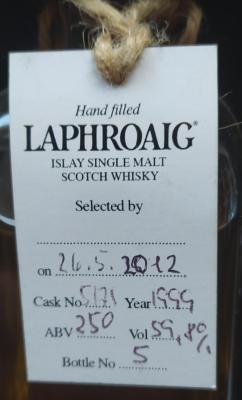 Hand filled
LAPHROAIG®
ISLAY SINGLE MALT
SCOTCH WHISKY
Selected by
on 26.5.2012
Cask No 5171 Year 1999
ABV 250 Vol 59,8%
Bottle No 5